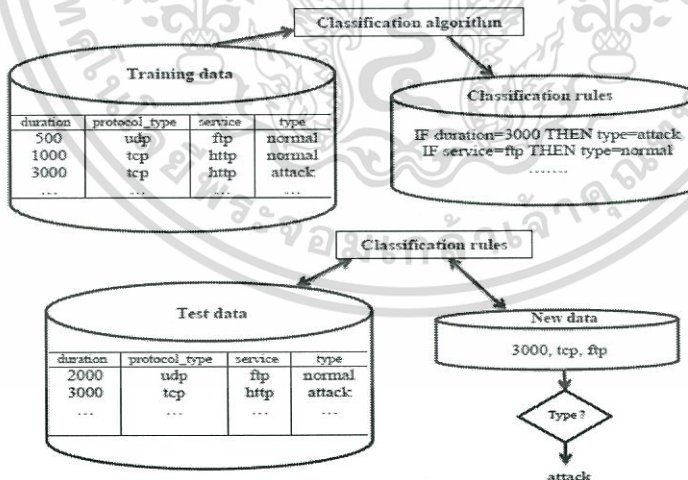 Classification algorithm
Training data
duration protocol_type service type
500 udp ftp normal
1000 tcp http normal
3000 tcp http attack
... ... ... ...
Classification rules
IF duration=3000 THEN type=attack
IF service=ftp THEN type=normal
.......
Classification rules
Test data
duration protocol_type service type
2000 udp ftp normal
3000 tcp http attack
... ... ... ...
New data
3000, tcp, ftp
Type ?
attack